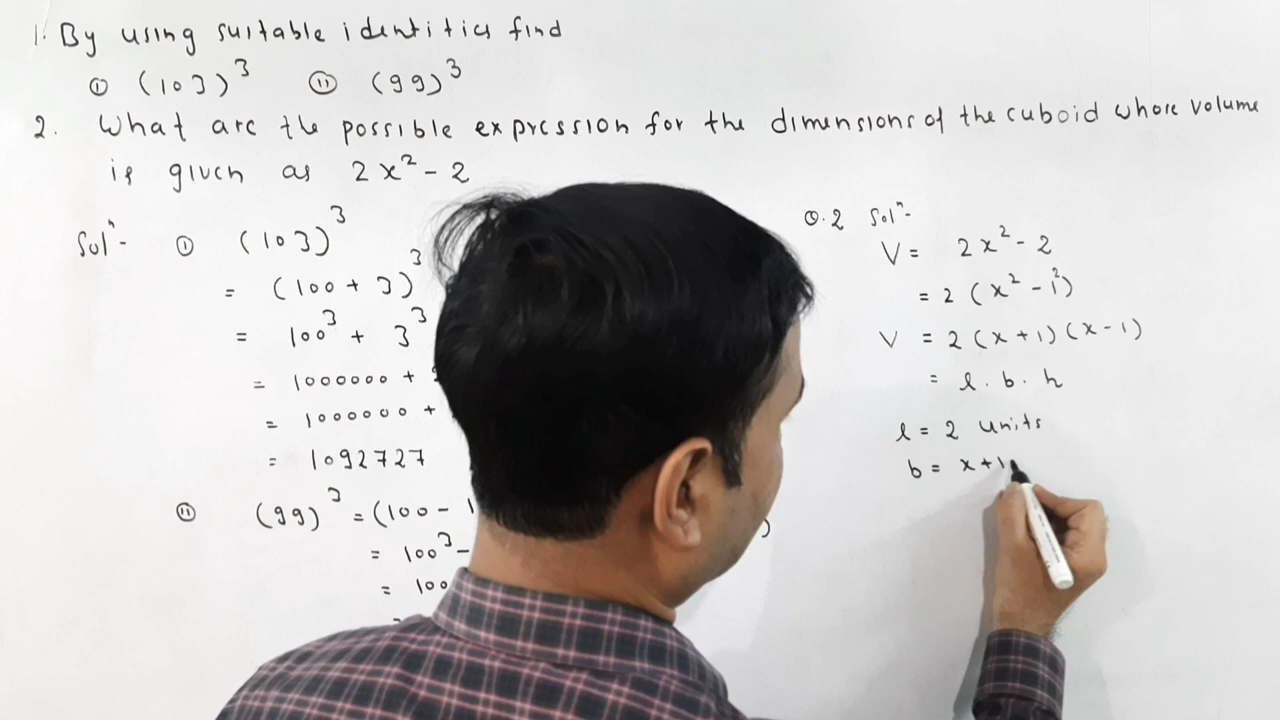 1. By using suitable identities find
① (103)³ ⑪ (99)³
2. What are the possible expression for the dimensions of the cuboid whose volume
is given as 2x² - 2
Solⁿ- ① (103)³
= (100 + 3)³
= 100³ + 3³
= 1000000 +
= 1000000 +
= 1092727
⑪ (99)³ = (100 - 1
= 100³ -
= 100
=
Q.2 Solⁿ-
V = 2x² - 2
= 2 (x² - 1²)
V = 2 (x + 1) (x - 1)
= l . b . h
l = 2 units
b = x + 1